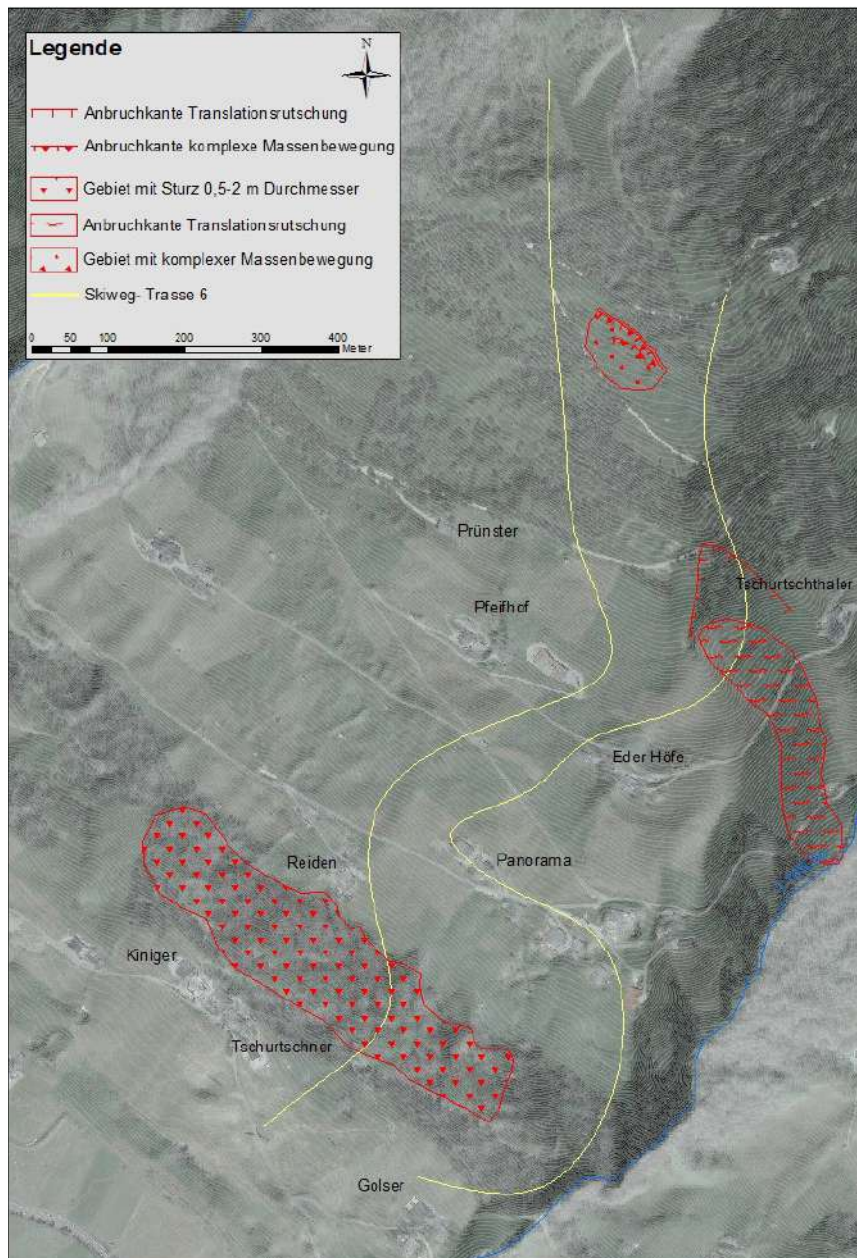 Legende
N
Anbruchkante Translationsrutschung
Anbruchkante komplexe Massenbewegung
Gebiet mit Sturz 0,5-2 m Durchmesser
Anbruchkante Translationsrutschung
Gebiet mit komplexer Massenbewegung
Skiweg- Trasse 6
0 50 100 200 300 400
Meter
Prünster
Tschurtschthaler
Pfeifhof
Eder Höfe
Reiden
Panorama
Kiniger
Tschurtschner
Golser